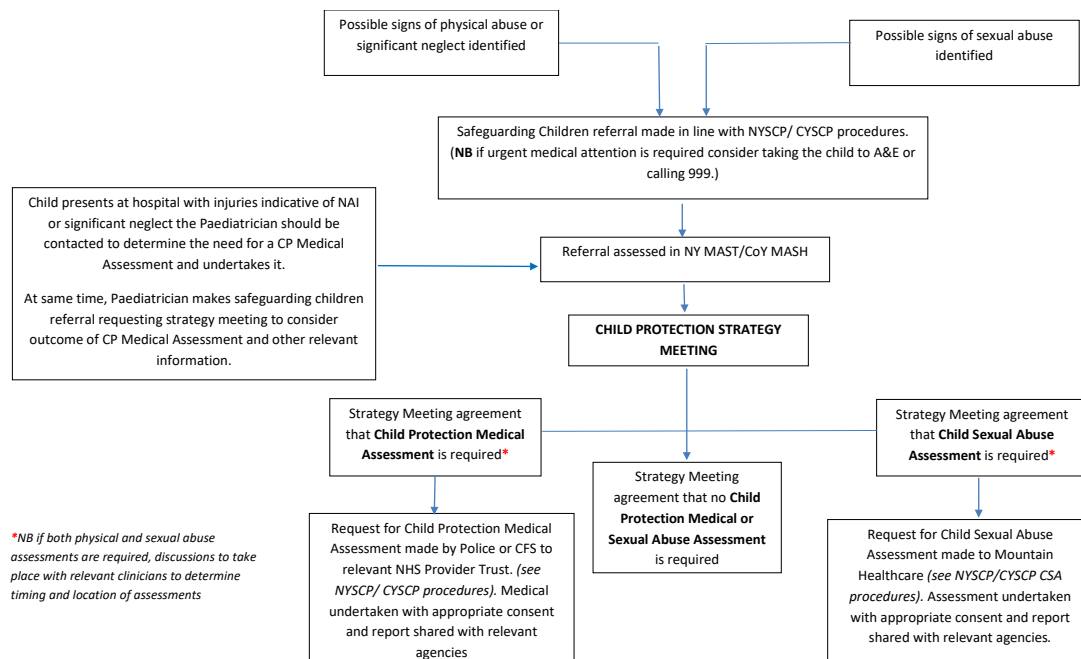 Possible signs of physical abuse or
significant neglect identified
Possible signs of sexual abuse
identified
Safeguarding Children referral made in line with NYSCP/ CYSCP procedures.
(NB if urgent medical attention is required consider taking the child to A&E or
calling 999.)
Child presents at hospital with injuries indicative of NAI
or significant neglect the Paediatrician should be
contacted to determine the need for a CP Medical
Assessment and undertakes it.
At same time, Paediatrician makes safeguarding children
referral requesting strategy meeting to consider
outcome of CP Medical Assessment and other relevant
information.
Referral assessed in NY MAST/CoY MASH
CHILD PROTECTION STRATEGY
MEETING
Strategy Meeting agreement
that Child Protection Medical
Assessment is required*
Strategy Meeting
agreement that no Child
Protection Medical or
Sexual Abuse Assessment
is required
Strategy Meeting agreement
that Child Sexual Abuse
Assessment is required*
*NB if both physical and sexual abuse
assessments are required, discussions to take
place with relevant clinicians to determine
timing and location of assessments
Request for Child Protection Medical
Assessment made by Police or CFS to
relevant NHS Provider Trust. (see
NYSCP/ CYSCP procedures). Medical
undertaken with appropriate consent
and report shared with relevant
agencies
Request for Child Sexual Abuse
Assessment made to Mountain
Healthcare (see NYSCP/CYSCP CSA
procedures). Assessment undertaken
with appropriate consent and report
shared with relevant agencies.